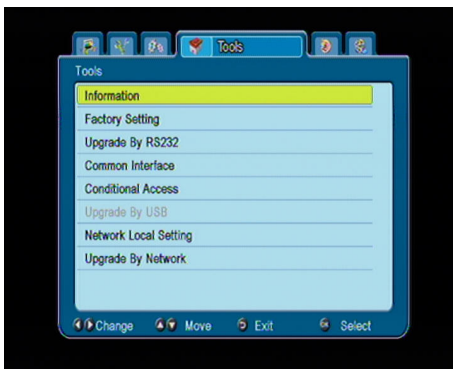 Tools
Tools
Information
Factory Setting
Upgrade By RS232
Common Interface
Conditional Access
Upgrade By USB
Network Local Setting
Upgrade By Network
Change Move Exit OK Select